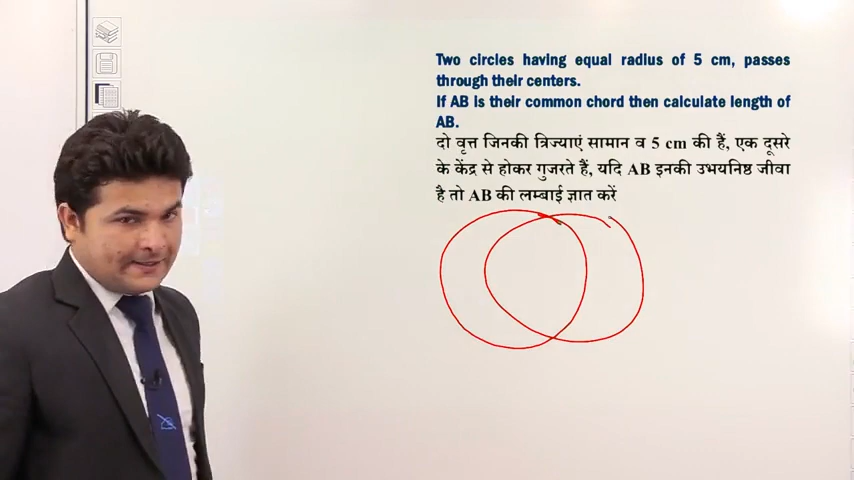 Two circles having equal radius of 5 cm, passes
through their centers.
If AB is their common chord then calculate length of
AB.
दो वृत्त जिनकी त्रिज्याएं सामान व 5 cm की हैं, एक दूसरे
के केंद्र से होकर गुजरते हैं, यदि AB इनकी उभयनिष्ठ जीवा
है तो AB की लम्बाई ज्ञात करें